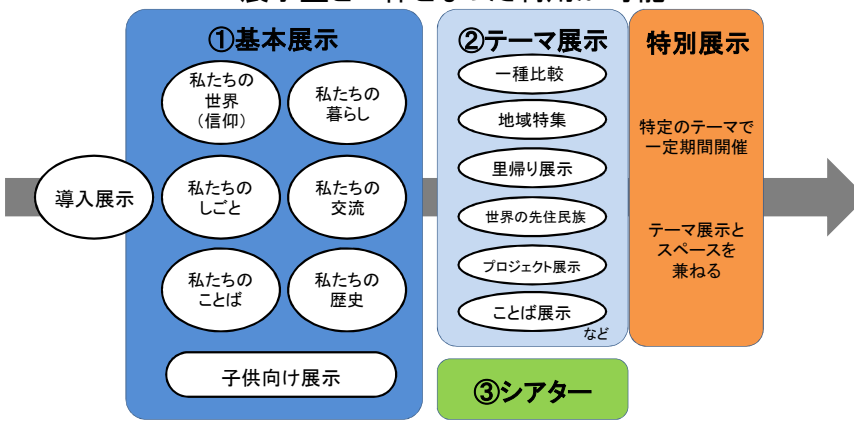 ①基本展示
私たちの
世界
（信仰）
私たちの
暮らし
導入展示
私たちの
しごと
私たちの
交流
私たちの
ことば
私たちの
歴史
子供向け展示
②テーマ展示
一種比較
地域特集
里帰り展示
世界の先住民族
プロジェクト展示
ことば展示
など
③シアター
特別展示
特定のテーマで
一定期間開催
テーマ展示と
スペースを
兼ねる